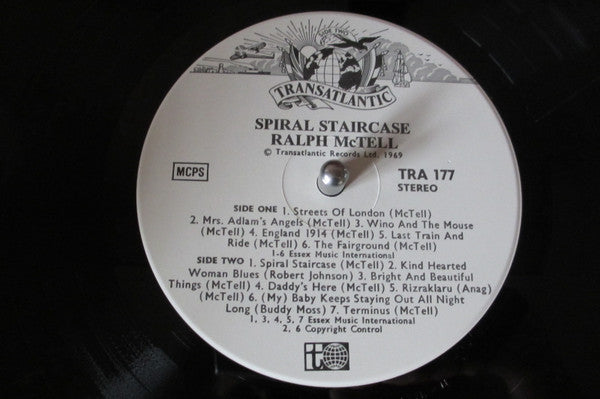 SIDE TWO
TRANSATLANTIC
SPIRAL STAIRCASE
RALPH McTELL
© Transatlantic Records Ltd, 1969
MCPS
TRA 177
STEREO
SIDE ONE 1. Streets Of London (McTell)
2. Mrs. Adlam's Angels (McTell) 3. Wino And The Mouse
(McTell) 4. England 1914 (McTell) 5. Last Train And
Ride (McTell) 6. The Fairground (McTell)
1-6 Essex Music International
SIDE TWO 1. Spiral Staircase (McTell) 2. Kind Hearted
Woman Blues (Robert Johnson) 3. Bright And Beautiful
Things (McTell) 4. Daddy's Here (McTell) 5. Rizraklaru (Anag)
(McTell) 6. (My) Baby Keeps Staying Out All Night
Long (Buddy Moss) 7. Terminus (McTell)
1, 3, 4, 5, 7 Essex Music International
2, 6 Copyright Control